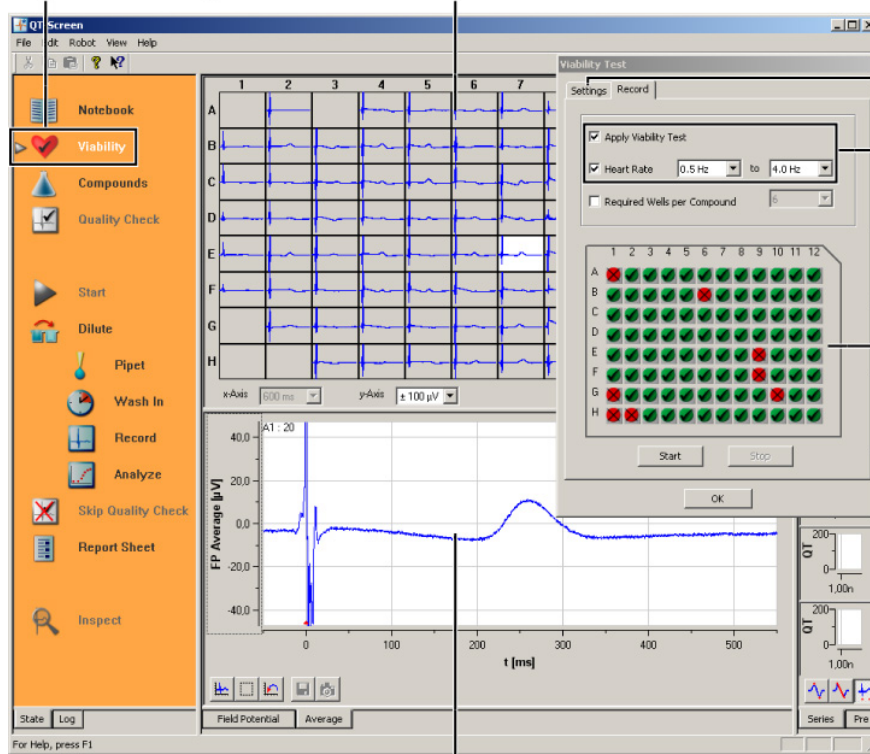 QT Screen
File Edit Robot View Help
Notebook
Viability
Compounds
Quality Check
Start
Dilute
Pipet
Wash In
Record
Analyze
Skip Quality Check
Report Sheet
Inspect
State Log
For Help, press F1
1 2 3 4 5 6 7
A
B
C
D
E
F
G
H
x-Axis 600 ms y-Axis ± 100 µV
A1 : 20
FP Average [µV]
40,0
20,0
0,0
-20,0
-40,0
0 100 200 300 400 500
t [ms]
Field Potential Average
Viability Test
Settings Record
Apply Viability Test
Heart Rate 0.5 Hz to 4.0 Hz
Required Wells per Compound 6
1 2 3 4 5 6 7 8 9 10 11 12
A
B
C
D
E
F
G
H
Start Stop
OK
200
QT
0
1,00n
200
QT
0
1,00n
Series Pre